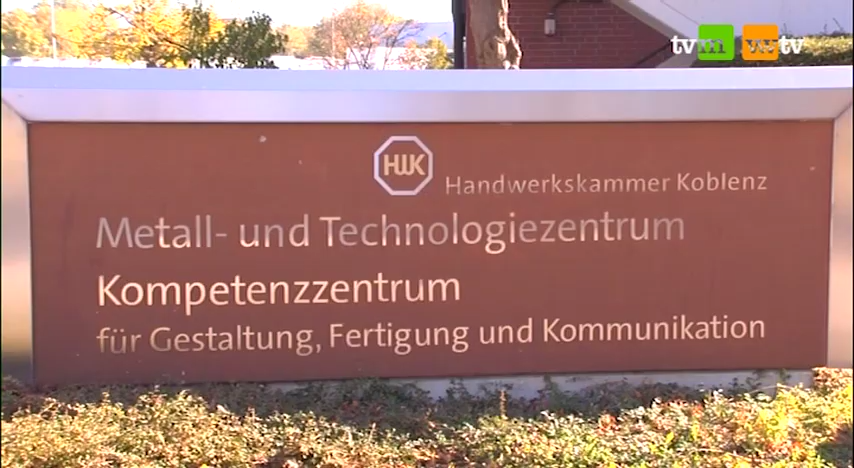 tvm wwtv
HWK
Handwerkskammer Koblenz
Metall- und Technologiezentrum
Kompetenzzentrum
für Gestaltung, Fertigung und Kommunikation